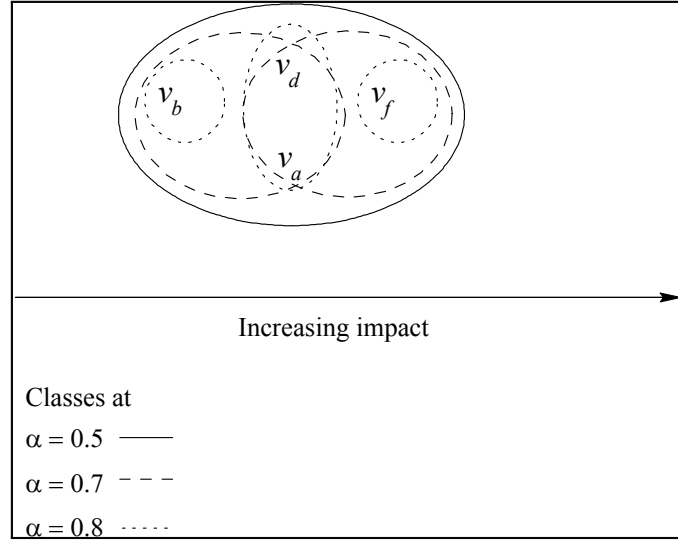 v_d
v_b
v_f
v_a
Increasing impact
Classes at
α = 0.5
α = 0.7
α = 0.8